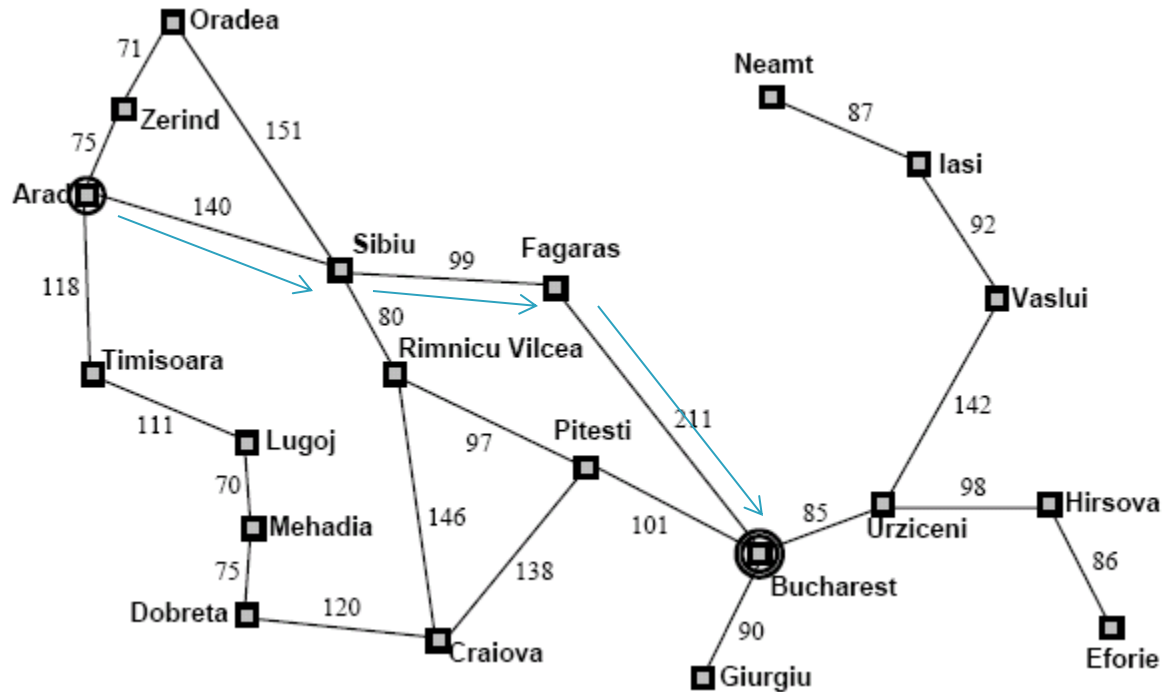 Oradea
71
Neamt
87
Zerind
151
75
Iasi
Arad
140
92
Sibiu
Fagaras
99
118
Vaslui
80
Timisoara
Rimnicu Vilcea
211
142
111
Lugoj
97
Pitesti
70
98
Hirsova
Mehadia
146
101
85
Urziceni
75
138
86
Dobreta
120
Bucharest
90
Craiova
Eforie
Giurgiu